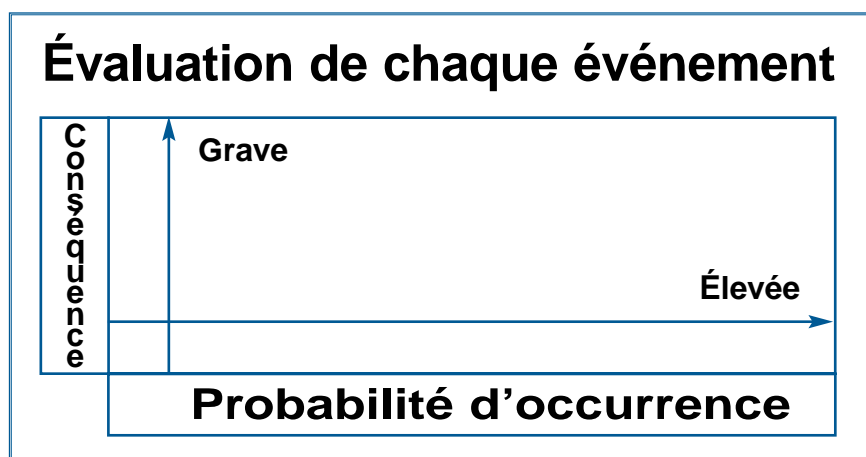 Évaluation de chaque événement
Conséquence
Grave
Élevée
Probabilité d’occurrence